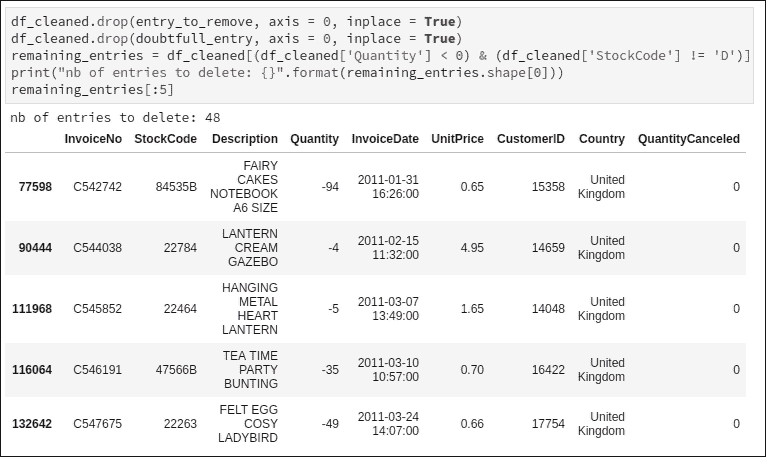 df_cleaned.drop(entry_to_remove, axis = 0, inplace = True)
df_cleaned.drop(doubtfull_entry, axis = 0, inplace = True)
remaining_entries = df_cleaned[(df_cleaned['Quantity'] < 0) & (df_cleaned['StockCode'] != 'D')]
print("nb of entries to delete: {}".format(remaining_entries.shape[0]))
remaining_entries[:5]
nb of entries to delete: 48
InvoiceNo StockCode Description Quantity InvoiceDate UnitPrice CustomerID Country QuantityCanceled
FAIRY
CAKES
77598 C542742 84535B NOTEBOOK -94 2011-01-31 0.65 15358 United 0
A6 SIZE 16:26:00 Kingdom
LANTERN
90444 C544038 22784 CREAM -4 2011-02-15 4.95 14659 United 0
GAZEBO 11:32:00 Kingdom
HANGING
METAL
111968 C545852 22464 HEART -5 2011-03-07 1.65 14048 United 0
LANTERN 13:49:00 Kingdom
TEA TIME
116064 C546191 47566B PARTY -35 2011-03-10 0.70 16422 United 0
BUNTING 10:57:00 Kingdom
FELT EGG
132642 C547675 22263 COSY -49 2011-03-24 0.66 17754 United 0
LADYBIRD 14:07:00 Kingdom